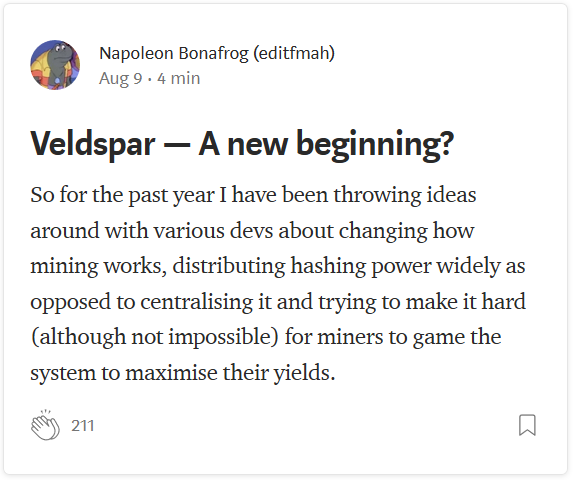 Napoleon Bonafrog (editfmah)
Aug 9 · 4 min
Veldspar — A new beginning?
So for the past year I have been throwing ideas
around with various devs about changing how
mining works, distributing hashing power widely as
opposed to centralising it and trying to make it hard
(although not impossible) for miners to game the
system to maximise their yields.
211